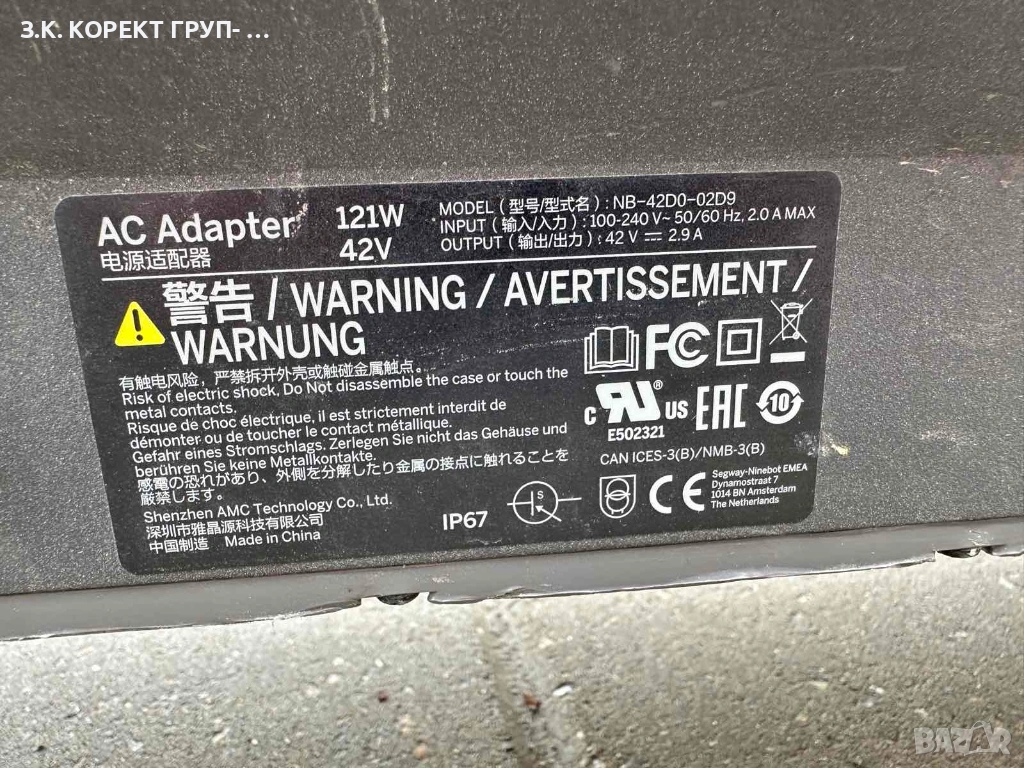 З.К. КОРЕКТ ГРУП- ...
AC Adapter
电源适配器
121W
42V
MODEL (型号/型式名) : NB-42D0-02D9
INPUT (输入/入力) : 100-240 V~ 50/60 Hz, 2.0 A MAX
OUTPUT (输出/出力) : 42 V ⎓ 2.9 A
警告 / WARNING / AVERTISSEMENT /
WARNUNG
有触电风险，严禁拆开外壳或触碰金属触点。
Risk of electric shock, Do Not disassemble the case or touch the
metal contacts.
Risque de choc électrique, il est strictement interdit de
démonter ou de toucher le contact métallique.
Gefahr eines Stromschlags. Zerlegen Sie nicht das Gehäuse und
berühren Sie keine Metallkontakte.
感電の恐れがあり、外側を分解したり金属の接点に触れることを
厳禁します。
Shenzhen AMC Technology Co., Ltd.
深圳市雅晶源科技有限公司
中国制造 Made in China
IP67
S
FC
c RU® US
E502321
EAC
10
CAN ICES-3(B)/NMB-3(B)
CE
Segway-Ninebot EMEA
Dynamostraat 7
1014 BN Amsterdam
The Netherlands
BAZAR